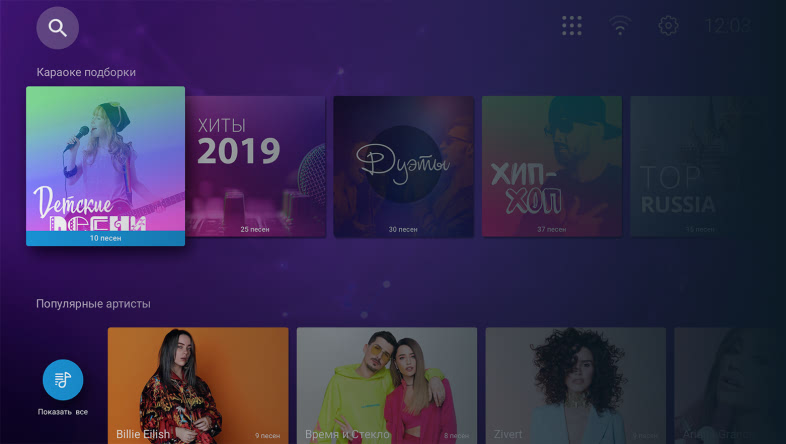 12:03
Караоке подборки
Детские
песни
10 песен
ХИТЫ
2019
25 песен
Дуэты
30 песен
ХИП-
ХОП
37 песен
TOP
RUSSIA
15 песен
Популярные артисты
Показать все
Billie Eilish
9 песен
Время и Стекло
8 песен
Zivert
песен